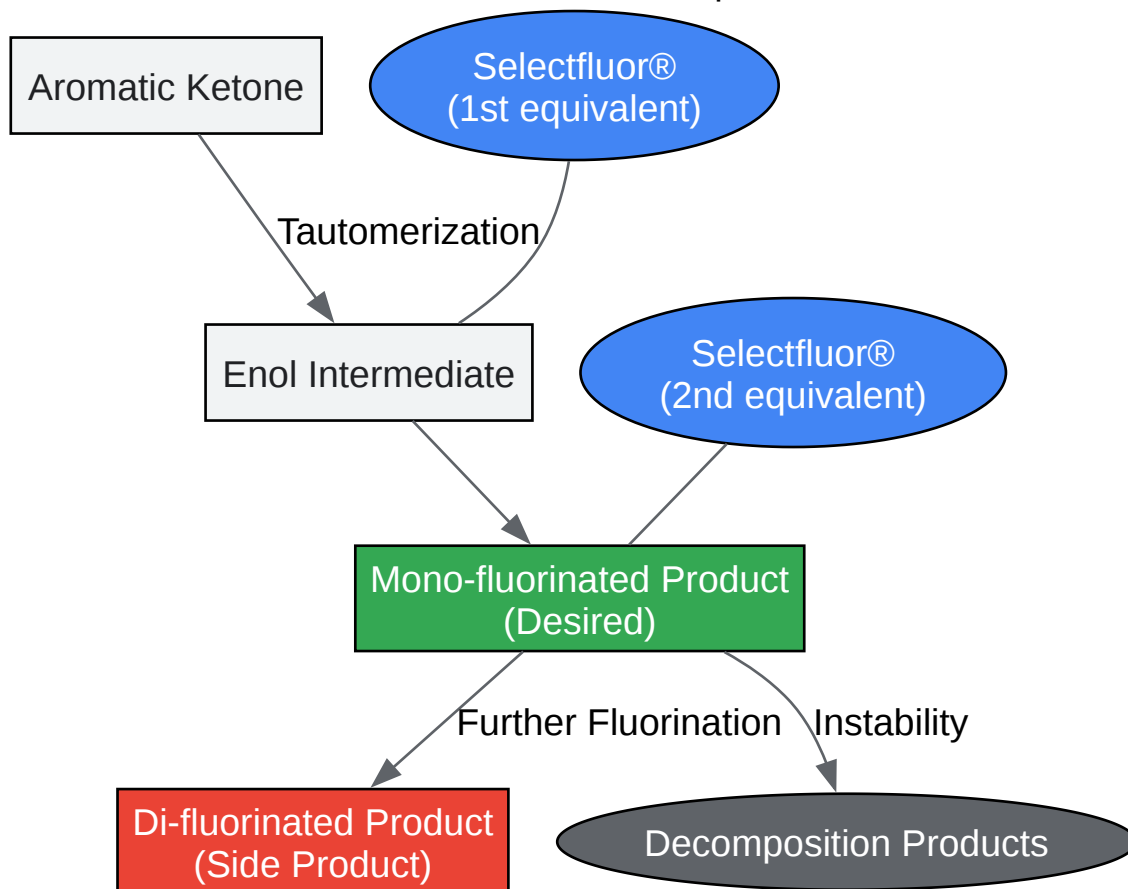 Aromatic Ketone
Selectfluor®
(1st equivalent)
Tautomerization
Enol Intermediate
Selectfluor®
(2nd equivalent)
Mono-fluorinated Product
(Desired)
Further Fluorination
Instability
Di-fluorinated Product
(Side Product)
Decomposition Products